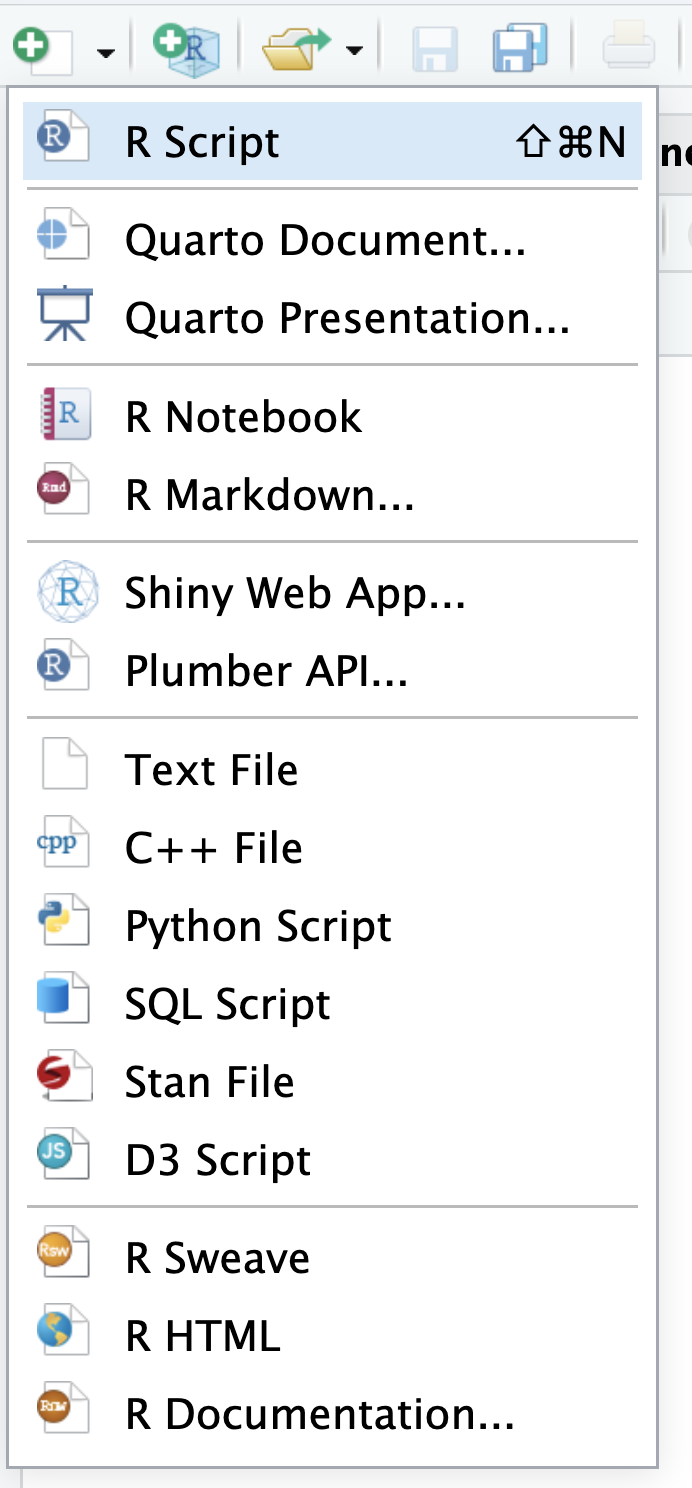 R Script ⇧⌘N
Quarto Document...
Quarto Presentation...
R Notebook
R Markdown...
Shiny Web App...
Plumber API...
Text File
C++ File
Python Script
SQL Script
Stan File
D3 Script
R Sweave
R HTML
R Documentation...